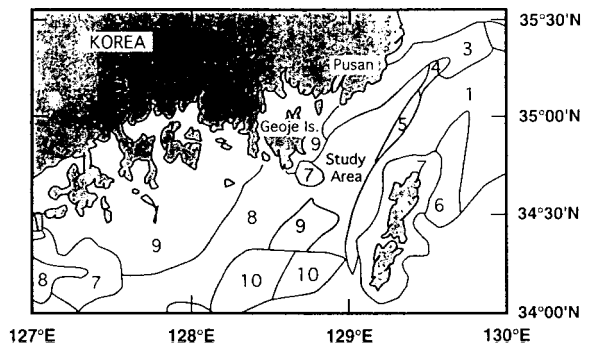 35°30'N
KOREA
3
Pusan
4
1
35°00'N
5
Geoje Is.
9
Study
Area
7
7
6
8
9
34°30'N
9
10
10
8
7
34°00'N
127°E
128°E
129°E
130°E